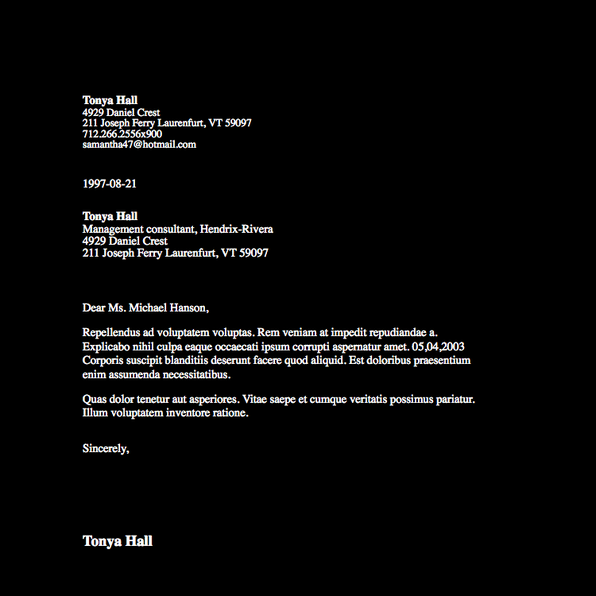 Tonya Hall
4929 Daniel Crest
211 Joseph Ferry Laurenfurt, VT 59097
712.266.2556x900
samantha47@hotmail.com
1997-08-21
Tonya Hall
Management consultant, Hendrix-Rivera
4929 Daniel Crest
211 Joseph Ferry Laurenfurt, VT 59097
Dear Ms. Michael Hanson,
Repellendus ad voluptatem voluptas. Rem veniam at impedit repudiandae a.
Explicabo nihil culpa eaque occaecati ipsum corrupti aspernatur amet. 05,04,2003
Corporis suscipit blanditiis deserunt facere quod aliquid. Est doloribus praesentium
enim assumenda necessitatibus.
Quas dolor tenetur aut asperiores. Vitae saepe et cumque veritatis possimus pariatur.
Illum voluptatem inventore ratione.
Sincerely,
Tonya Hall